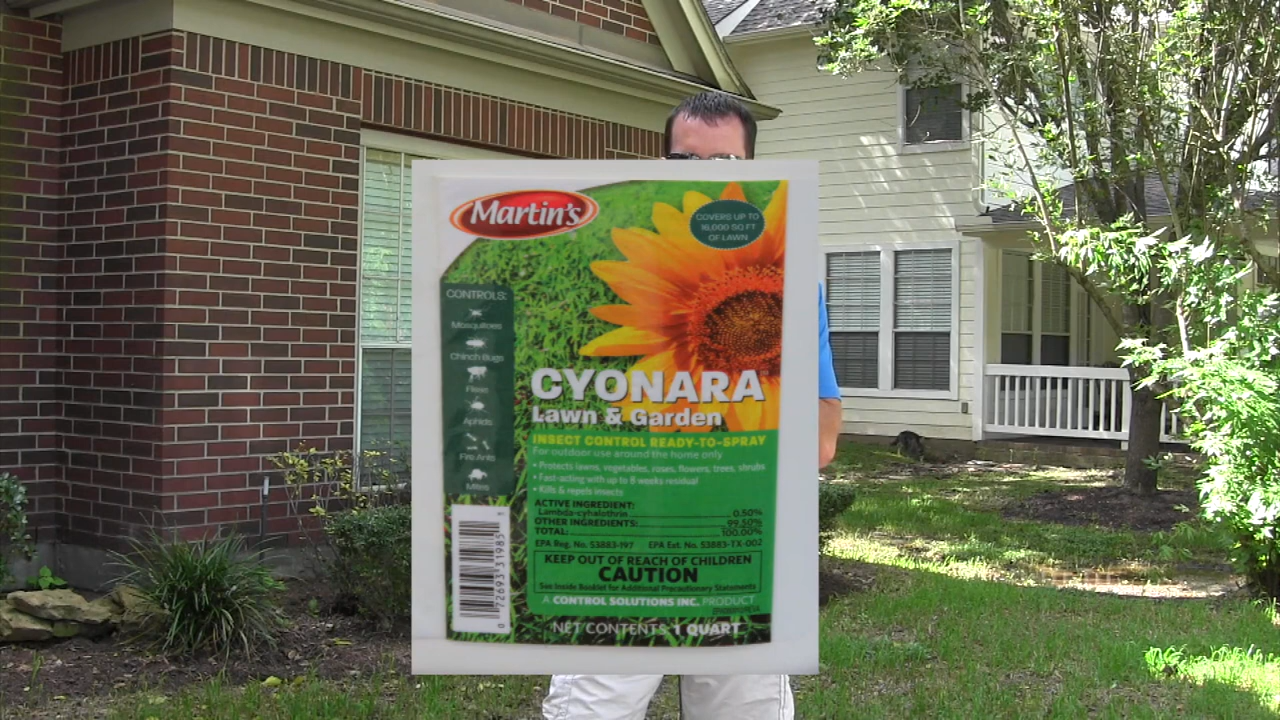 Martin's
COVERS UP TO
16,000 SQ FT
OF LAWN
CONTROLS:
Mosquitoes
Chinch Bugs
Fleas
Aphids
Fire Ants
Mites
CYONARA
Lawn & Garden
INSECT CONTROL READY-TO-SPRAY
For outdoor use around the home only
• Protects lawns, vegetables, roses, flowers, trees, shrubs
• Fast-acting with up to 8 weeks residual
• Kills & repels insects
ACTIVE INGREDIENT:
Lambda-cyhalothrin 0.50%
OTHER INGREDIENTS: 99.50%
TOTAL: 100.00%
EPA Reg. No. 53883-197 EPA Est. No. 53883-TX-002
KEEP OUT OF REACH OF CHILDREN
CAUTION
See Inside Booklet for Additional Precautionary Statements
A CONTROL SOLUTIONS INC. PRODUCT
NET CONTENTS 1 QUART
0 72693 31985